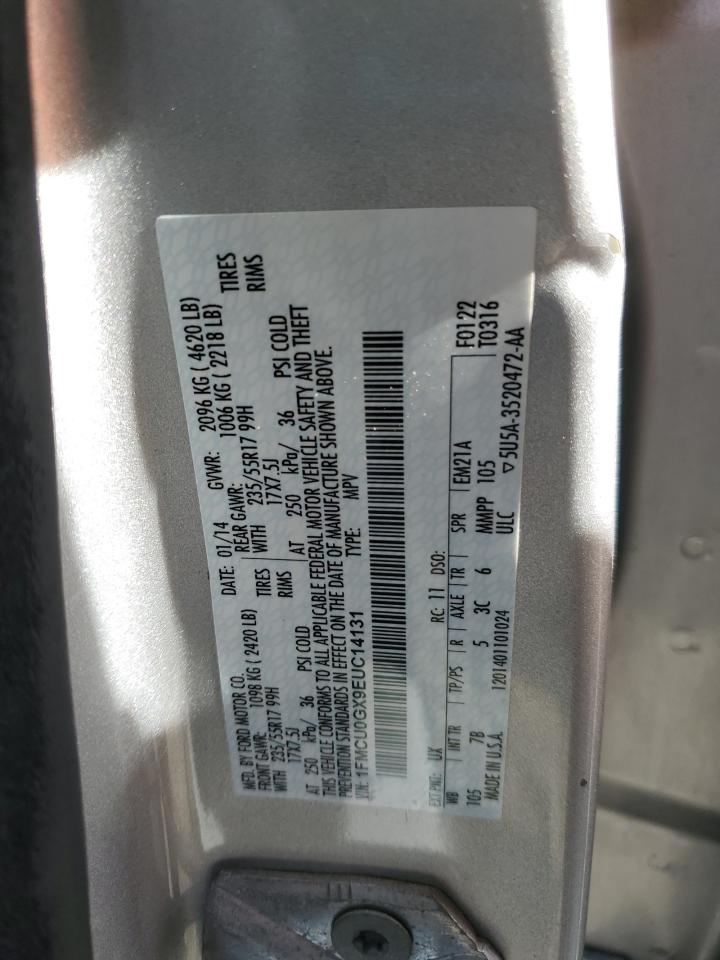 MFD. BY FORD MOTOR CO.
DATE: 01/14 GVWR: 2096 KG ( 4620 LB)
FRONT GAWR: 1098 KG ( 2420 LB)
REAR GAWR: 1006 KG ( 2218 LB)
WITH 235/55R17 99H TIRES
WITH 235/55R17 99H TIRES
17X7.5J RIMS
17X7.5J RIMS
AT 250 kPa/ 36 PSI COLD
AT 250 kPa/ 36 PSI COLD
THIS VEHICLE CONFORMS TO ALL APPLICABLE FEDERAL MOTOR VEHICLE SAFETY AND THEFT
PREVENTION STANDARDS IN EFFECT ON THE DATE OF MANUFACTURE SHOWN ABOVE.
VIN: 1FMCU0GX9EUC14131
TYPE: MPV
EXT PNT: UX RC: 11 DSO: F0122
WB INT TR TP/PS R AXLE TR SPR EM21A T0316
105 7B 5 3C 6 MMPP 105
MADE IN U.S.A. 1201401101024 ULC ▽5U5A-3520472-AA